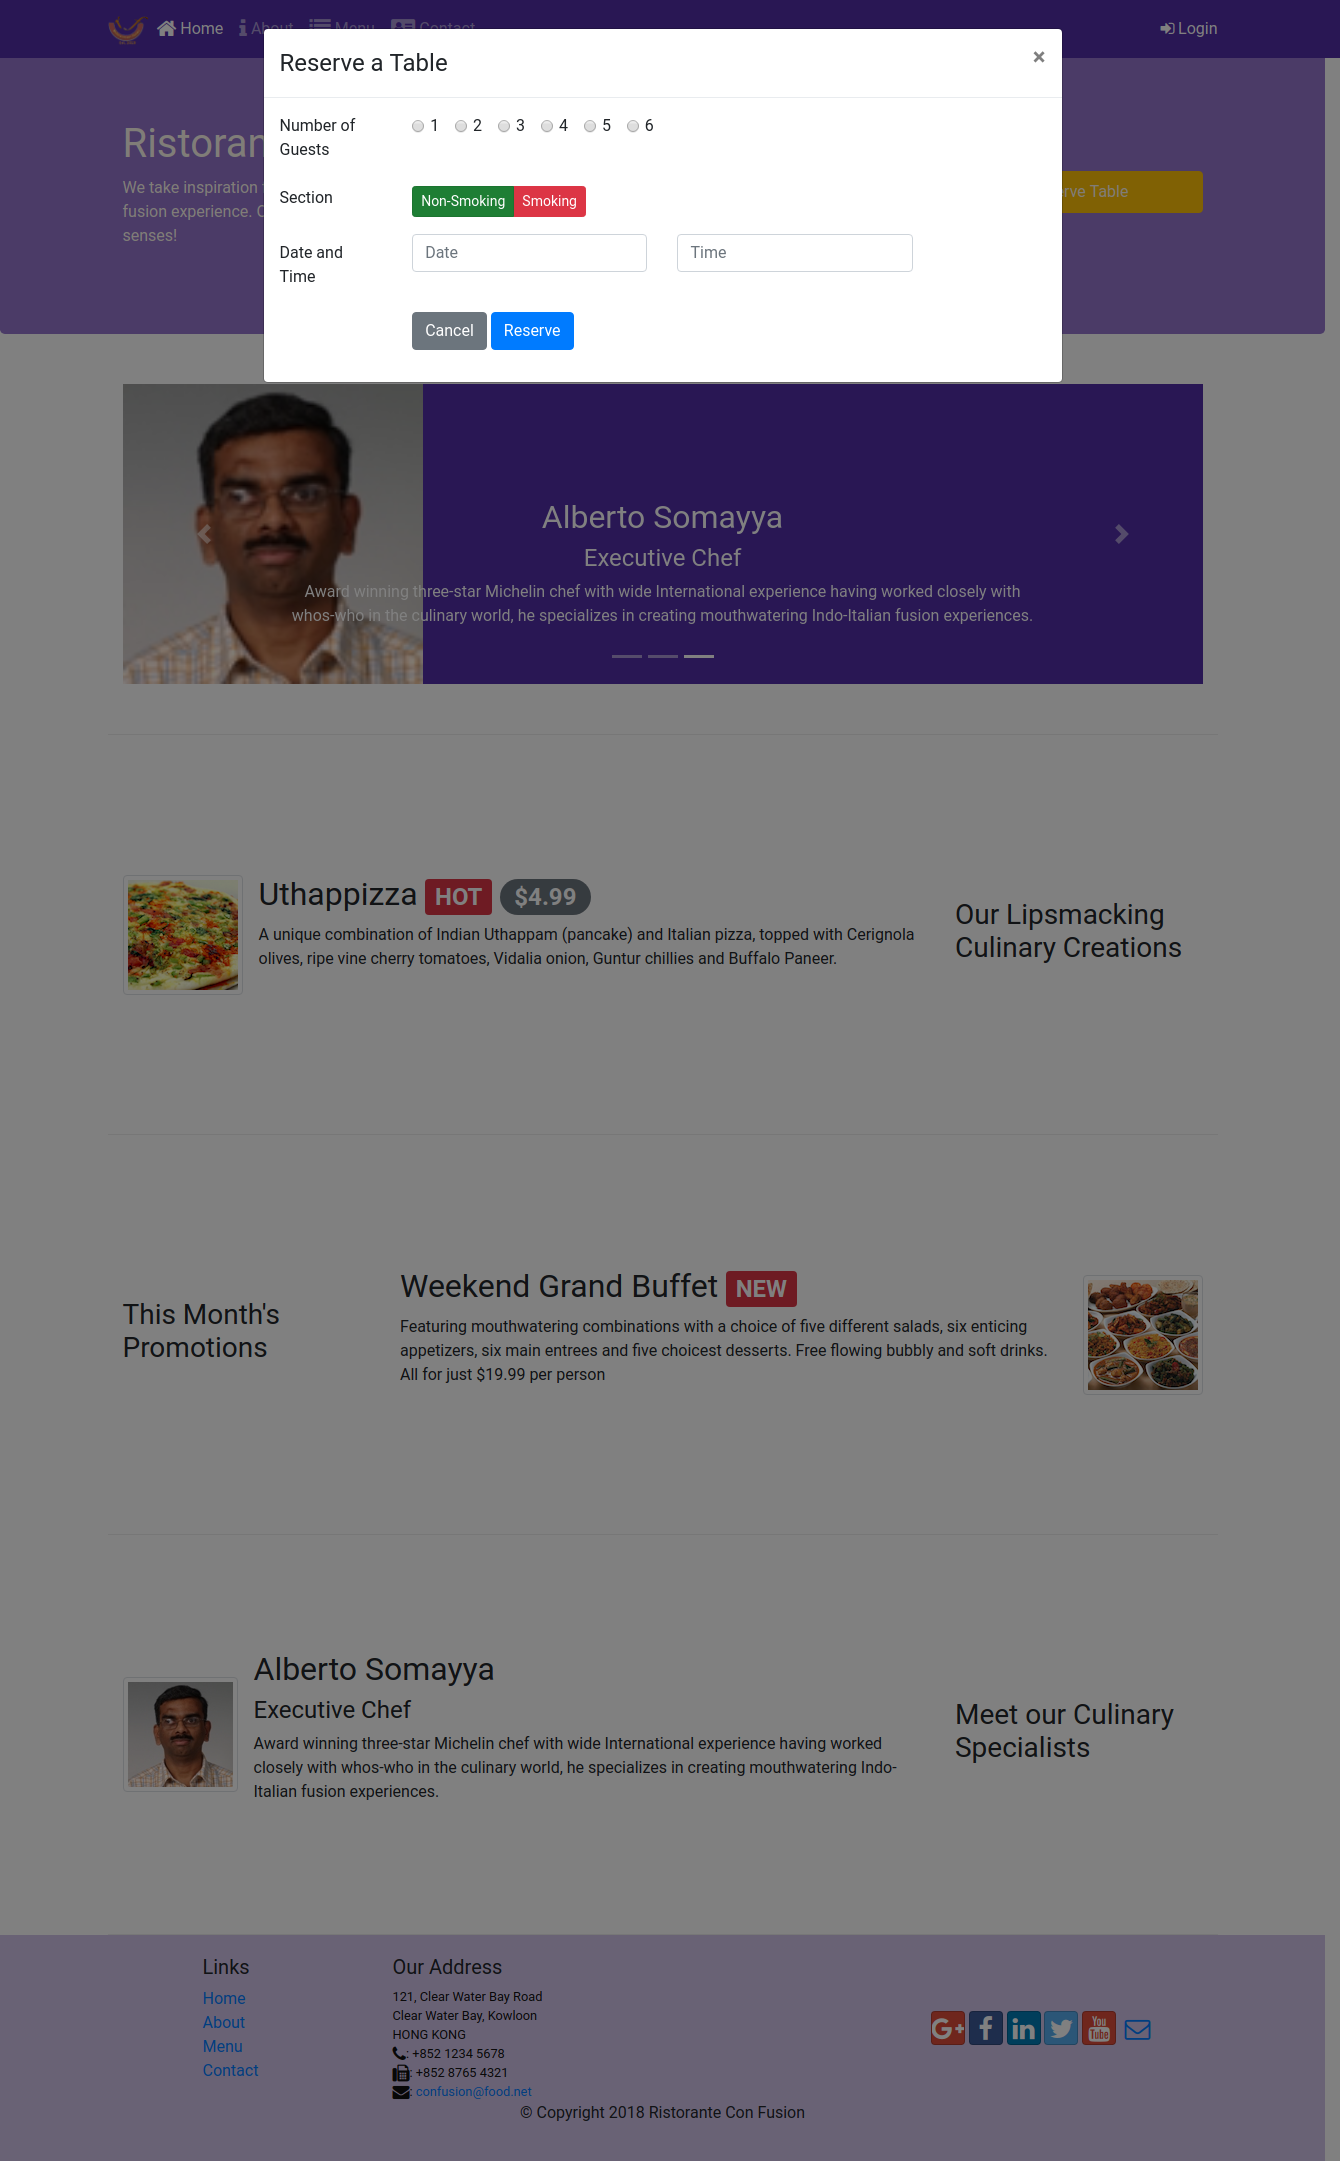 Home About Menu Contact Login
Reserve a Table ×
Number of Guests
1 2 3 4 5 6
Section
Non-Smoking Smoking
Date and Time
Date Time
Cancel Reserve
We take inspiration
fusion experience.
senses!
Table
Alberto Somayya
Executive Chef
Award winning three-star Michelin chef with wide International experience having worked closely with
whos-who in the culinary world, he specializes in creating mouthwatering Indo-Italian fusion experiences.
Uthappizza HOT $4.99
A unique combination of Indian Uthappam (pancake) and Italian pizza, topped with Cerignola
olives, ripe vine cherry tomatoes, Vidalia onion, Guntur chillies and Buffalo Paneer.
Our Lipsmacking
Culinary Creations
This Month's
Promotions
Weekend Grand Buffet NEW
Featuring mouthwatering combinations with a choice of five different salads, six enticing
appetizers, six main entrees and five choicest desserts. Free flowing bubbly and soft drinks.
All for just $19.99 per person
Alberto Somayya
Executive Chef
Award winning three-star Michelin chef with wide International experience having worked
closely with whos-who in the culinary world, he specializes in creating mouthwatering Indo-
Italian fusion experiences.
Meet our Culinary
Specialists
Links
Home
About
Menu
Contact
Our Address
121, Clear Water Bay Road
Clear Water Bay, Kowloon
HONG KONG
: +852 1234 5678
: +852 8765 4321
: confusion@food.net
G+ f in You Tube
© Copyright 2018 Ristorante Con Fusion